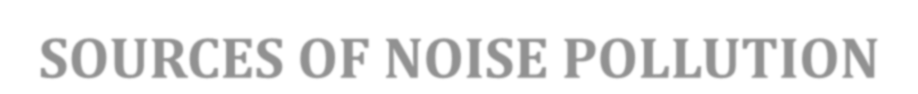 SOURCES OF NOISE POLLUTION